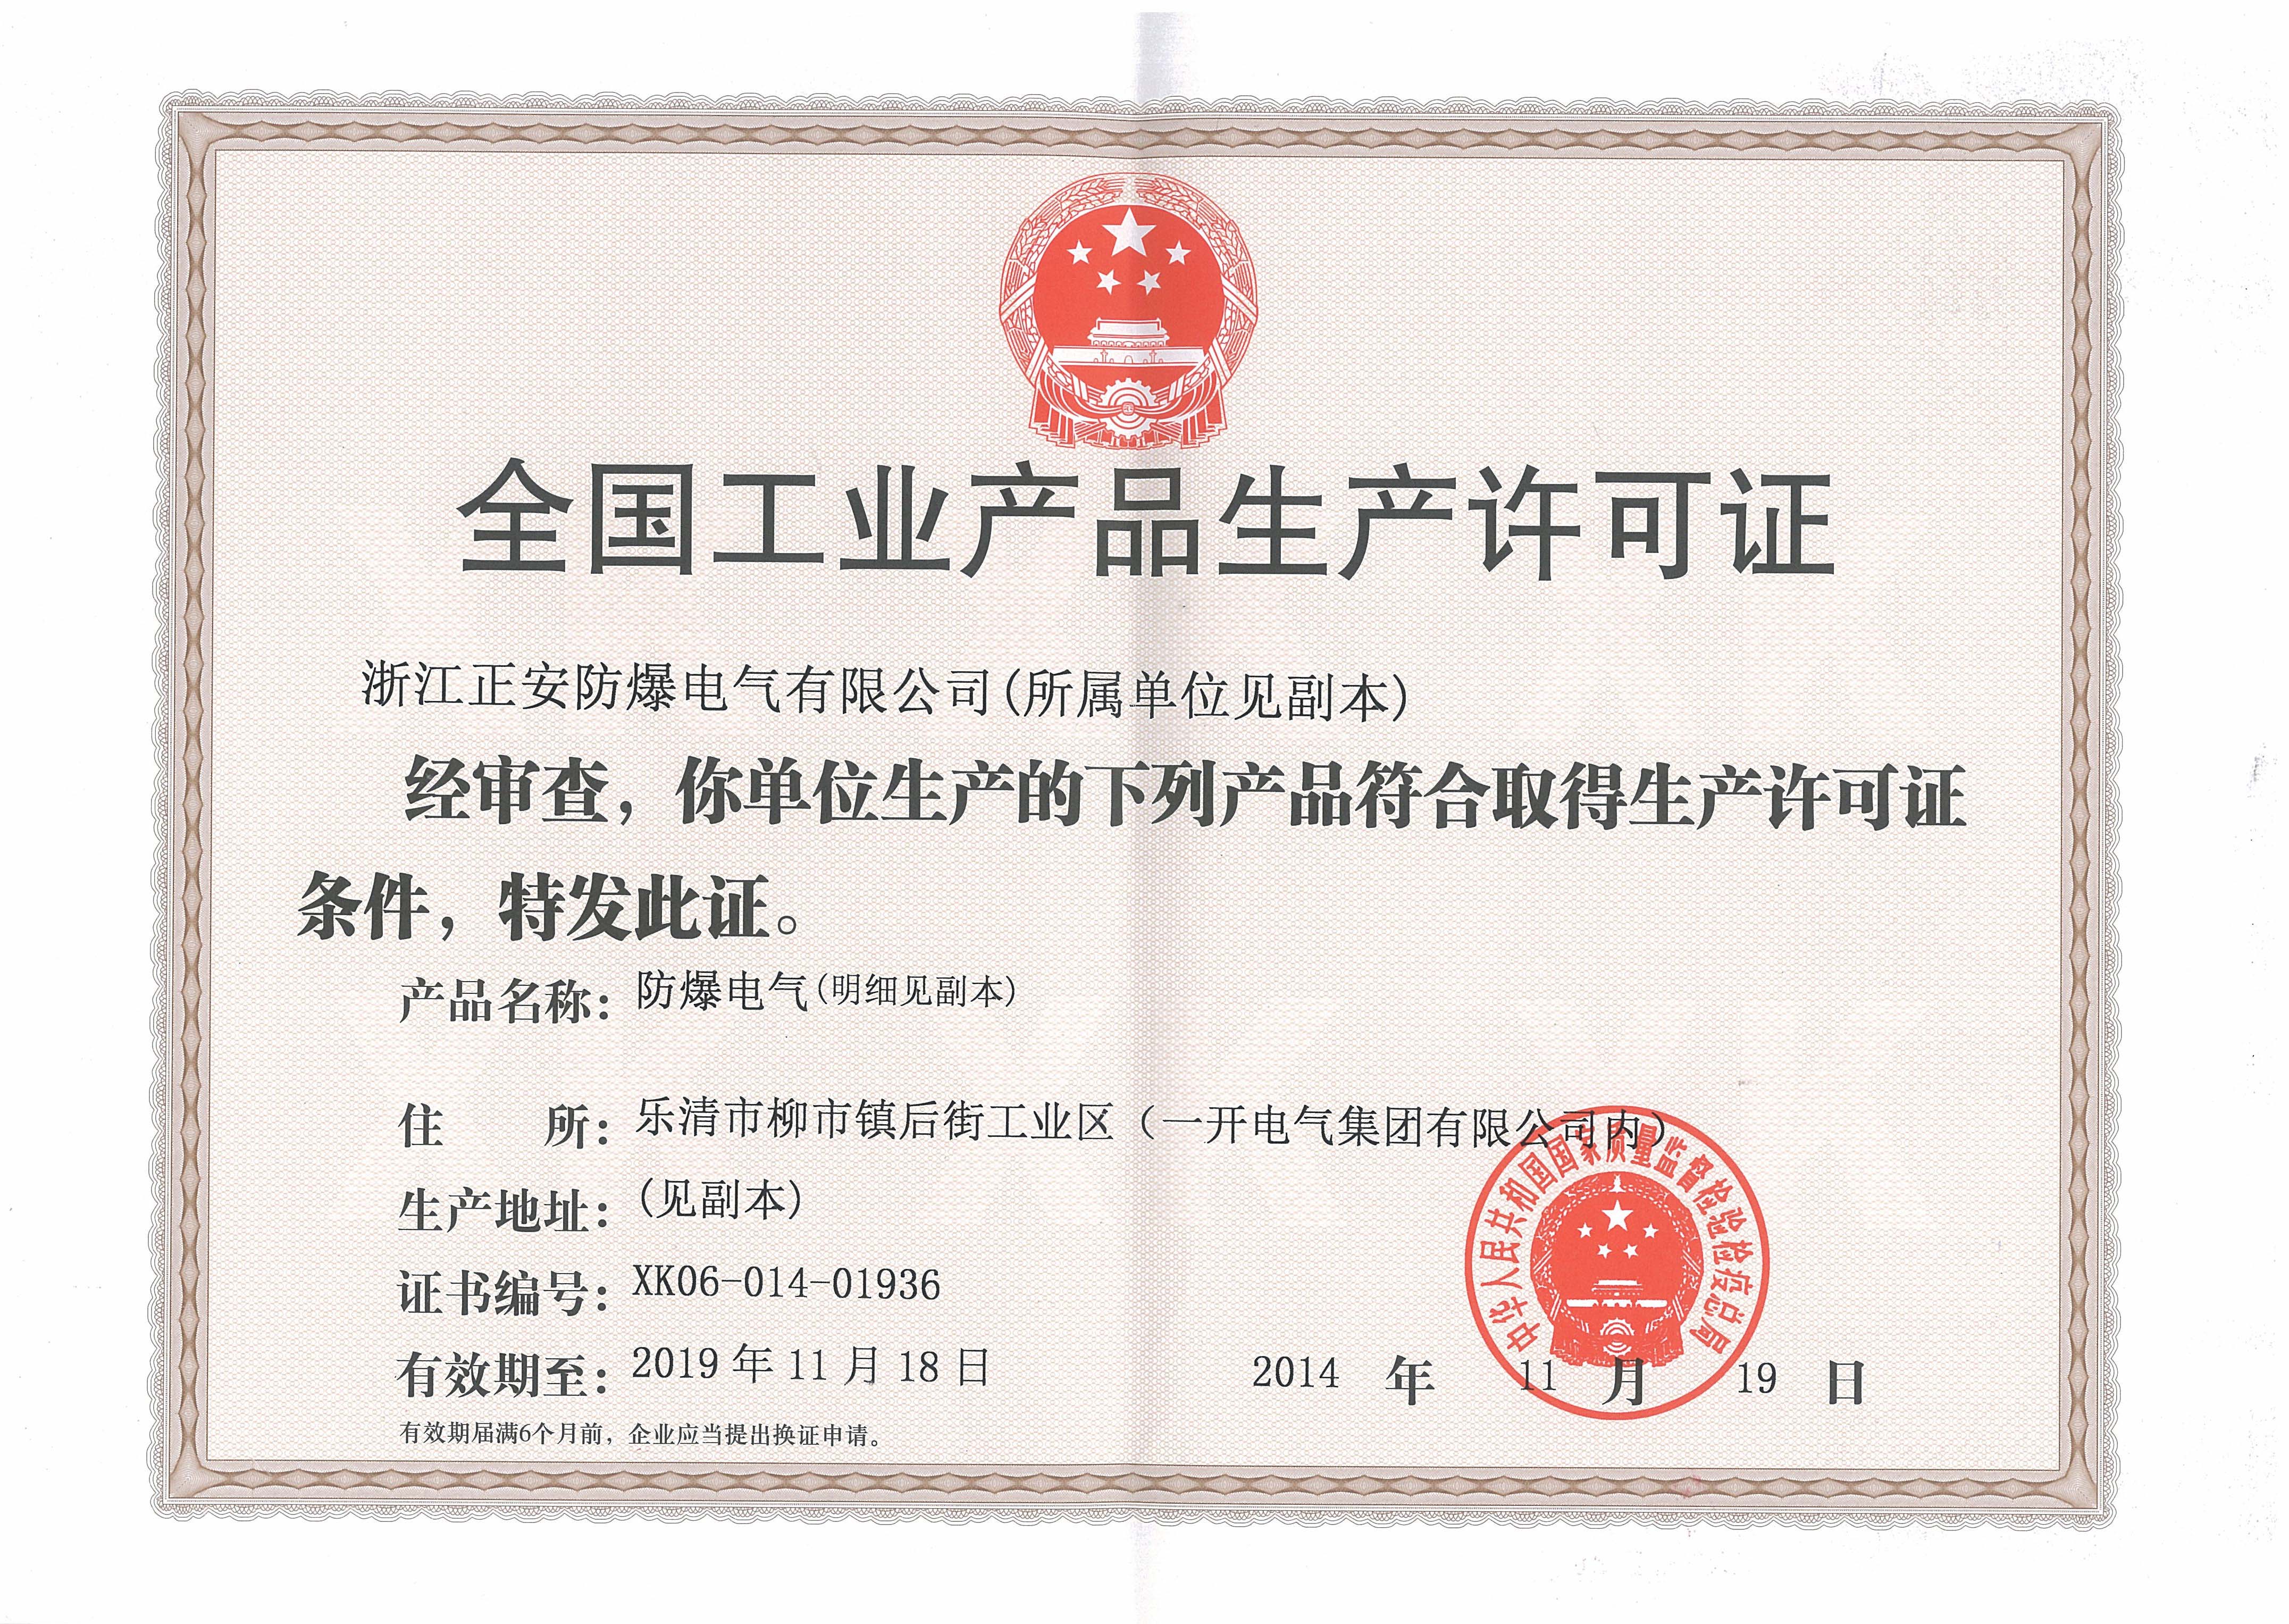 全国工业产品生产许可证
浙江正安防爆电气有限公司(所属单位见副本)
经审查，你单位生产的下列产品符合取得生产许可证
条件，特发此证。
产品名称：防爆电气(明细见副本)
住 所：乐清市柳市镇后街工业区（一开电气集团有限公司内）
生产地址：(见副本)
证书编号：XK06-014-01936
有效期至：2019 年 11 月 18 日
有效期届满6个月前，企业应当提出换证申请。
中华人民共和国国家质量监督检验检疫总局
2014 年 11 月 19 日